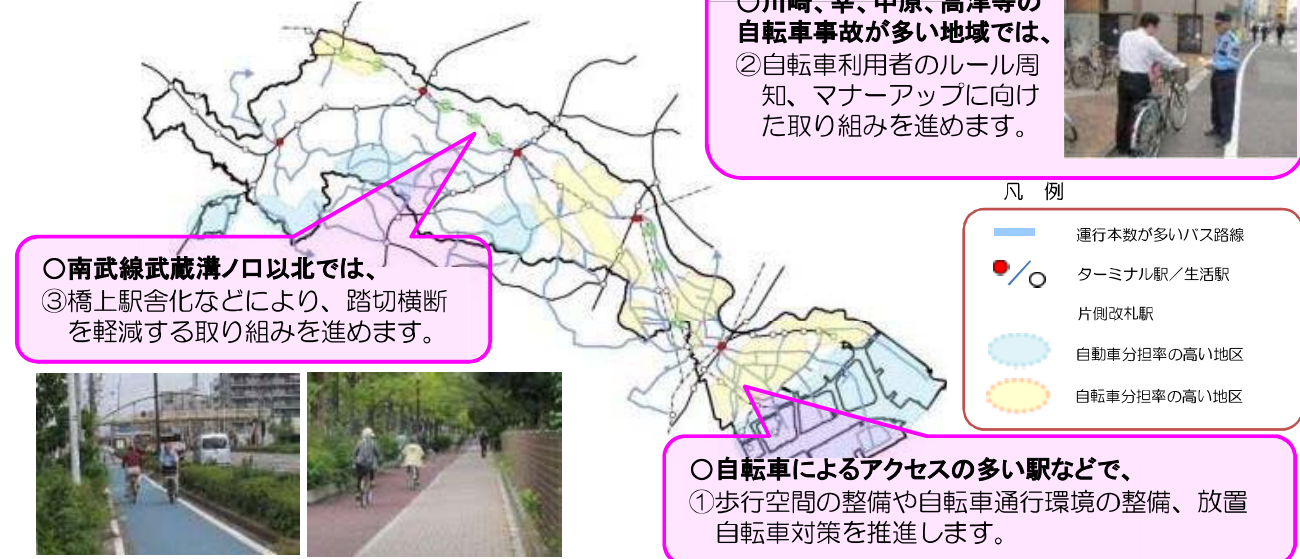 ○川崎、幸、中原、高津等の
自転車事故が多い地域では、
②自転車利用者のルール周
知、マナーアップに向け
た取り組みを進めます。
凡 例
運行本数が多いバス路線
ターミナル駅／生活駅
片側改札駅
自動車分担率の高い地区
自転車分担率の高い地区
○南武線武蔵溝ノ口以北では、
③橋上駅舎化などにより、踏切横断
を軽減する取り組みを進めます。
○自転車によるアクセスの多い駅などで、
①歩行空間の整備や自転車通行環境の整備、放置
自転車対策を推進します。